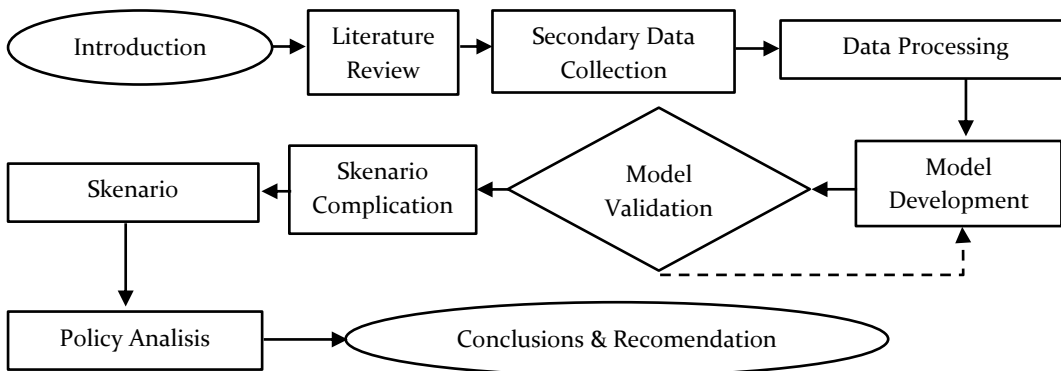 Introduction
Literature
Review
Secondary Data
Collection
Data Processing
Model
Development
Model
Validation
Skenario
Complication
Skenario
Policy Analisis
Conclusions & Recomendation